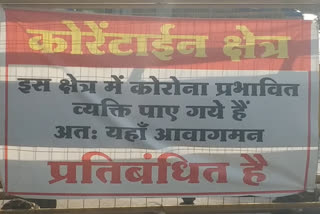 कोरेंटाईन क्षेत्र
इस क्षेत्र में कोरोना प्रभावित
व्यक्ति पाए गये हैं
अतः यहाँ आवागमन
प्रतिबंधित है